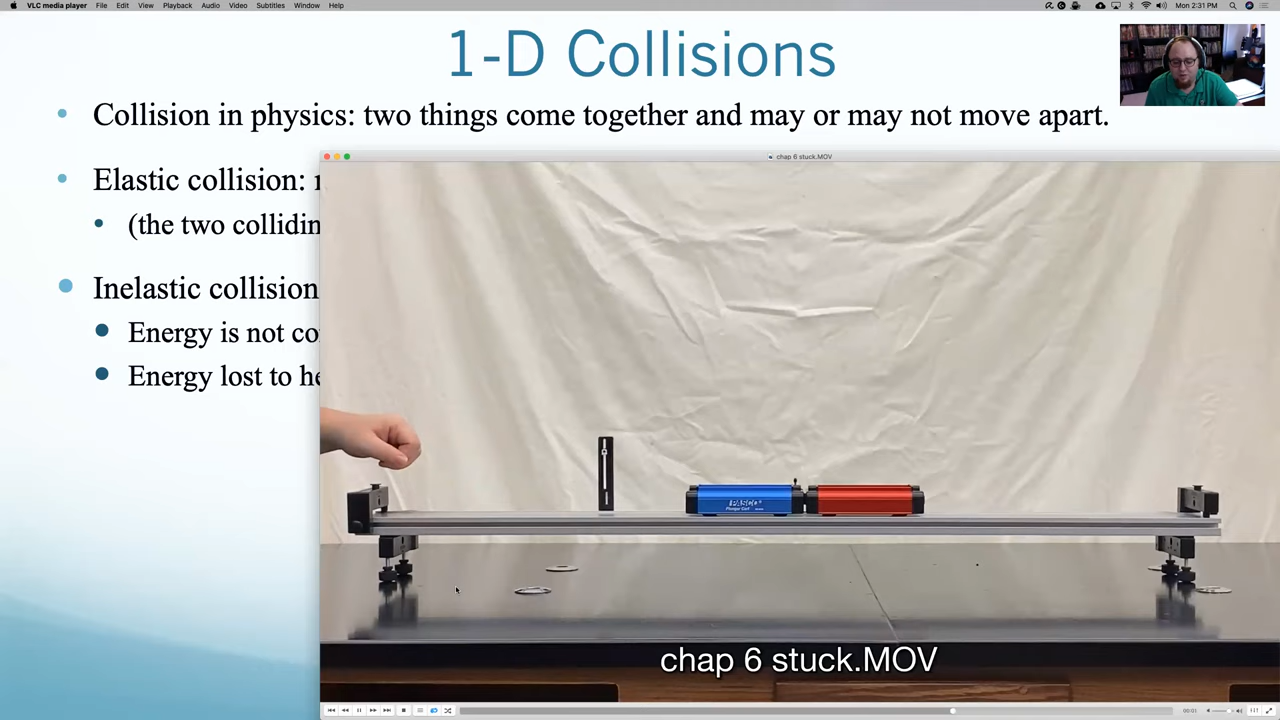 VLC media player File Edit View Playback Audio Video Subtitles Window Help Mon 2:31 PM
1-D Collisions
Collision in physics: two things come together and may or may not move apart.
chap 6 stuck.MOV
Elastic collision:
(the two collidin
Inelastic collision
Energy is not co
Energy lost to he
chap 6 stuck.MOV
00:01